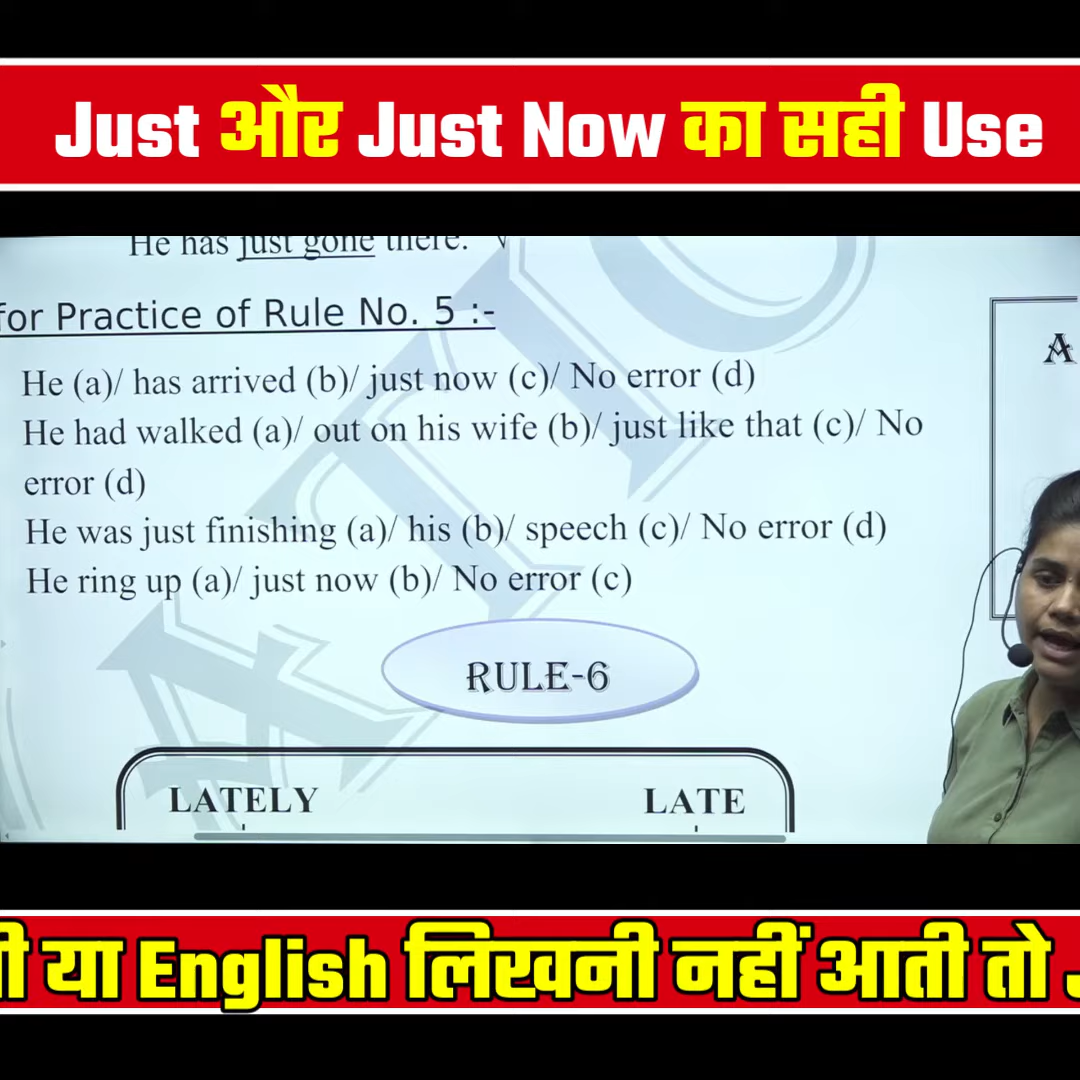 Just और Just Now का सही Use
He has just gone there. √
for Practice of Rule No. 5 :-
He (a)/ has arrived (b)/ just now (c)/ No error (d)
He had walked (a)/ out on his wife (b)/ just like that (c)/ No
error (d)
He was just finishing (a)/ his (b)/ speech (c)/ No error (d)
He ring up (a)/ just now (b)/ No error (c)
RULE-6
LATELY LATE
A
या English लिखनी नहीं आती तो